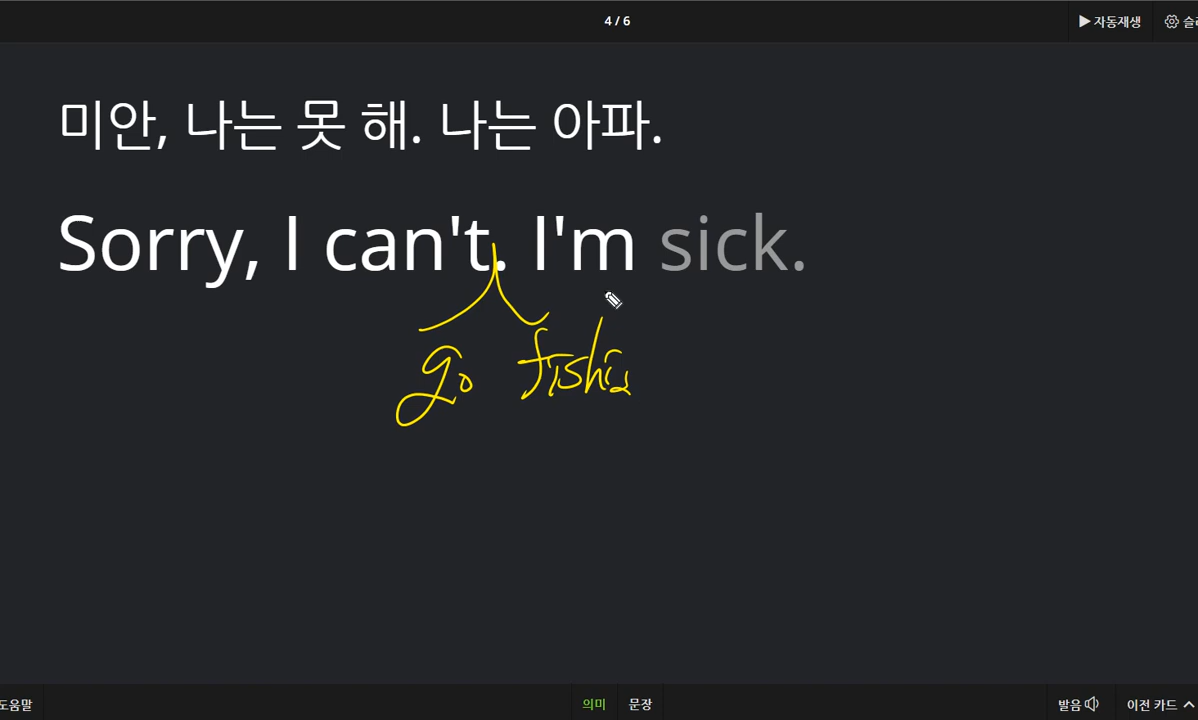 4 / 6
▶ 자동재생
미안, 나는 못 해. 나는 아파.
Sorry, I can't. I'm sick.
go
도움말
의미
문장
발음
이전 카드